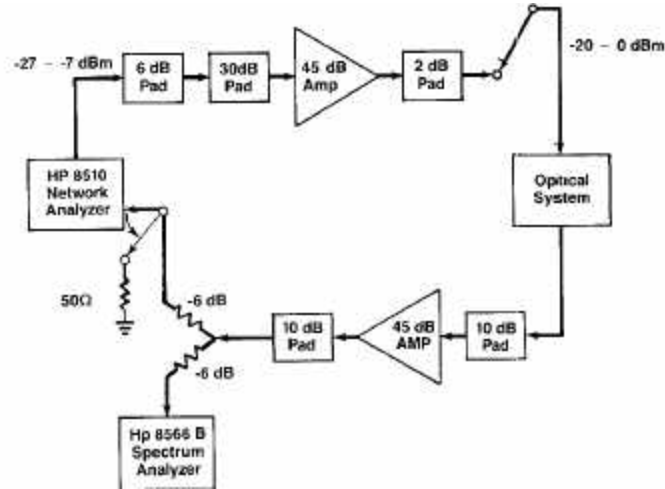 -27 - -7 dBm
6 dB
Pad
30dB
Pad
45 dB
Amp
2 dB
Pad
-20 - 0 dBm
HP 8510
Network
Analyzer
Optical
System
50Ω
-6 dB
-6 dB
10 dB
Pad
45 dB
AMP
10 dB
Pad
Hp 8566 B
Spectrum
Analyzer